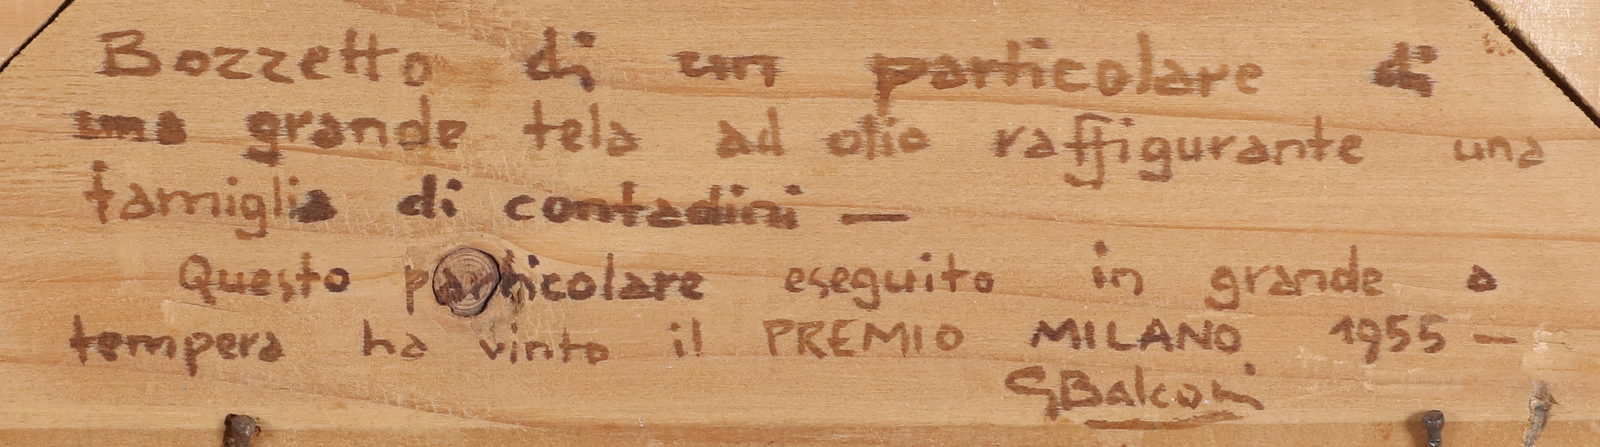 Bozzetto di un particolare di
una grande tela ad olio raffigurante una
famiglia di contadini —
Questo particolare eseguito in grande a
tempera ha vinto il PREMIO MILANO 1955 —
GBalconi